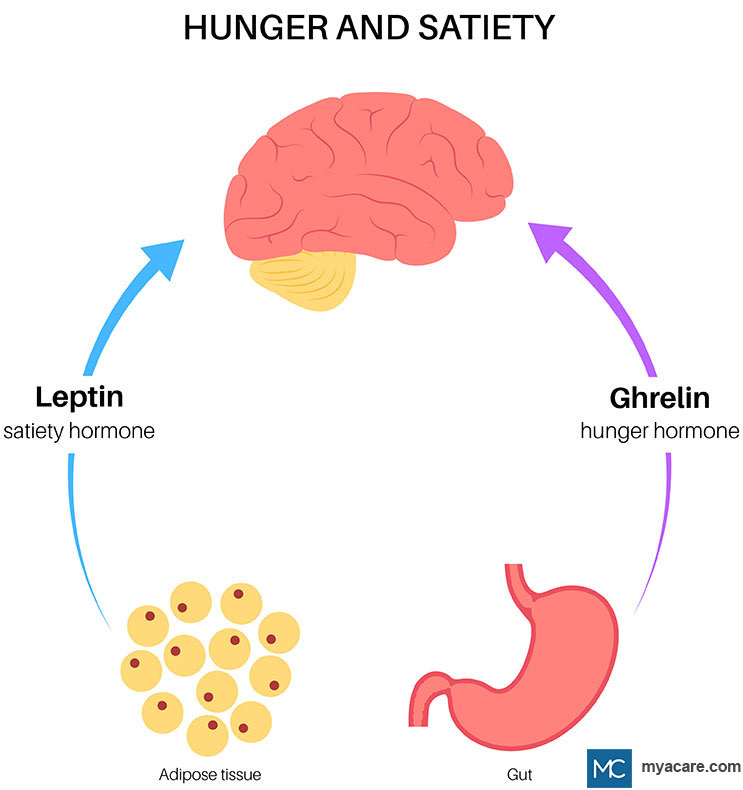 HUNGER AND SATIETY
Leptin
satiety hormone
Ghrelin
hunger hormone
Adipose tissue
Gut
MC
myacare.com